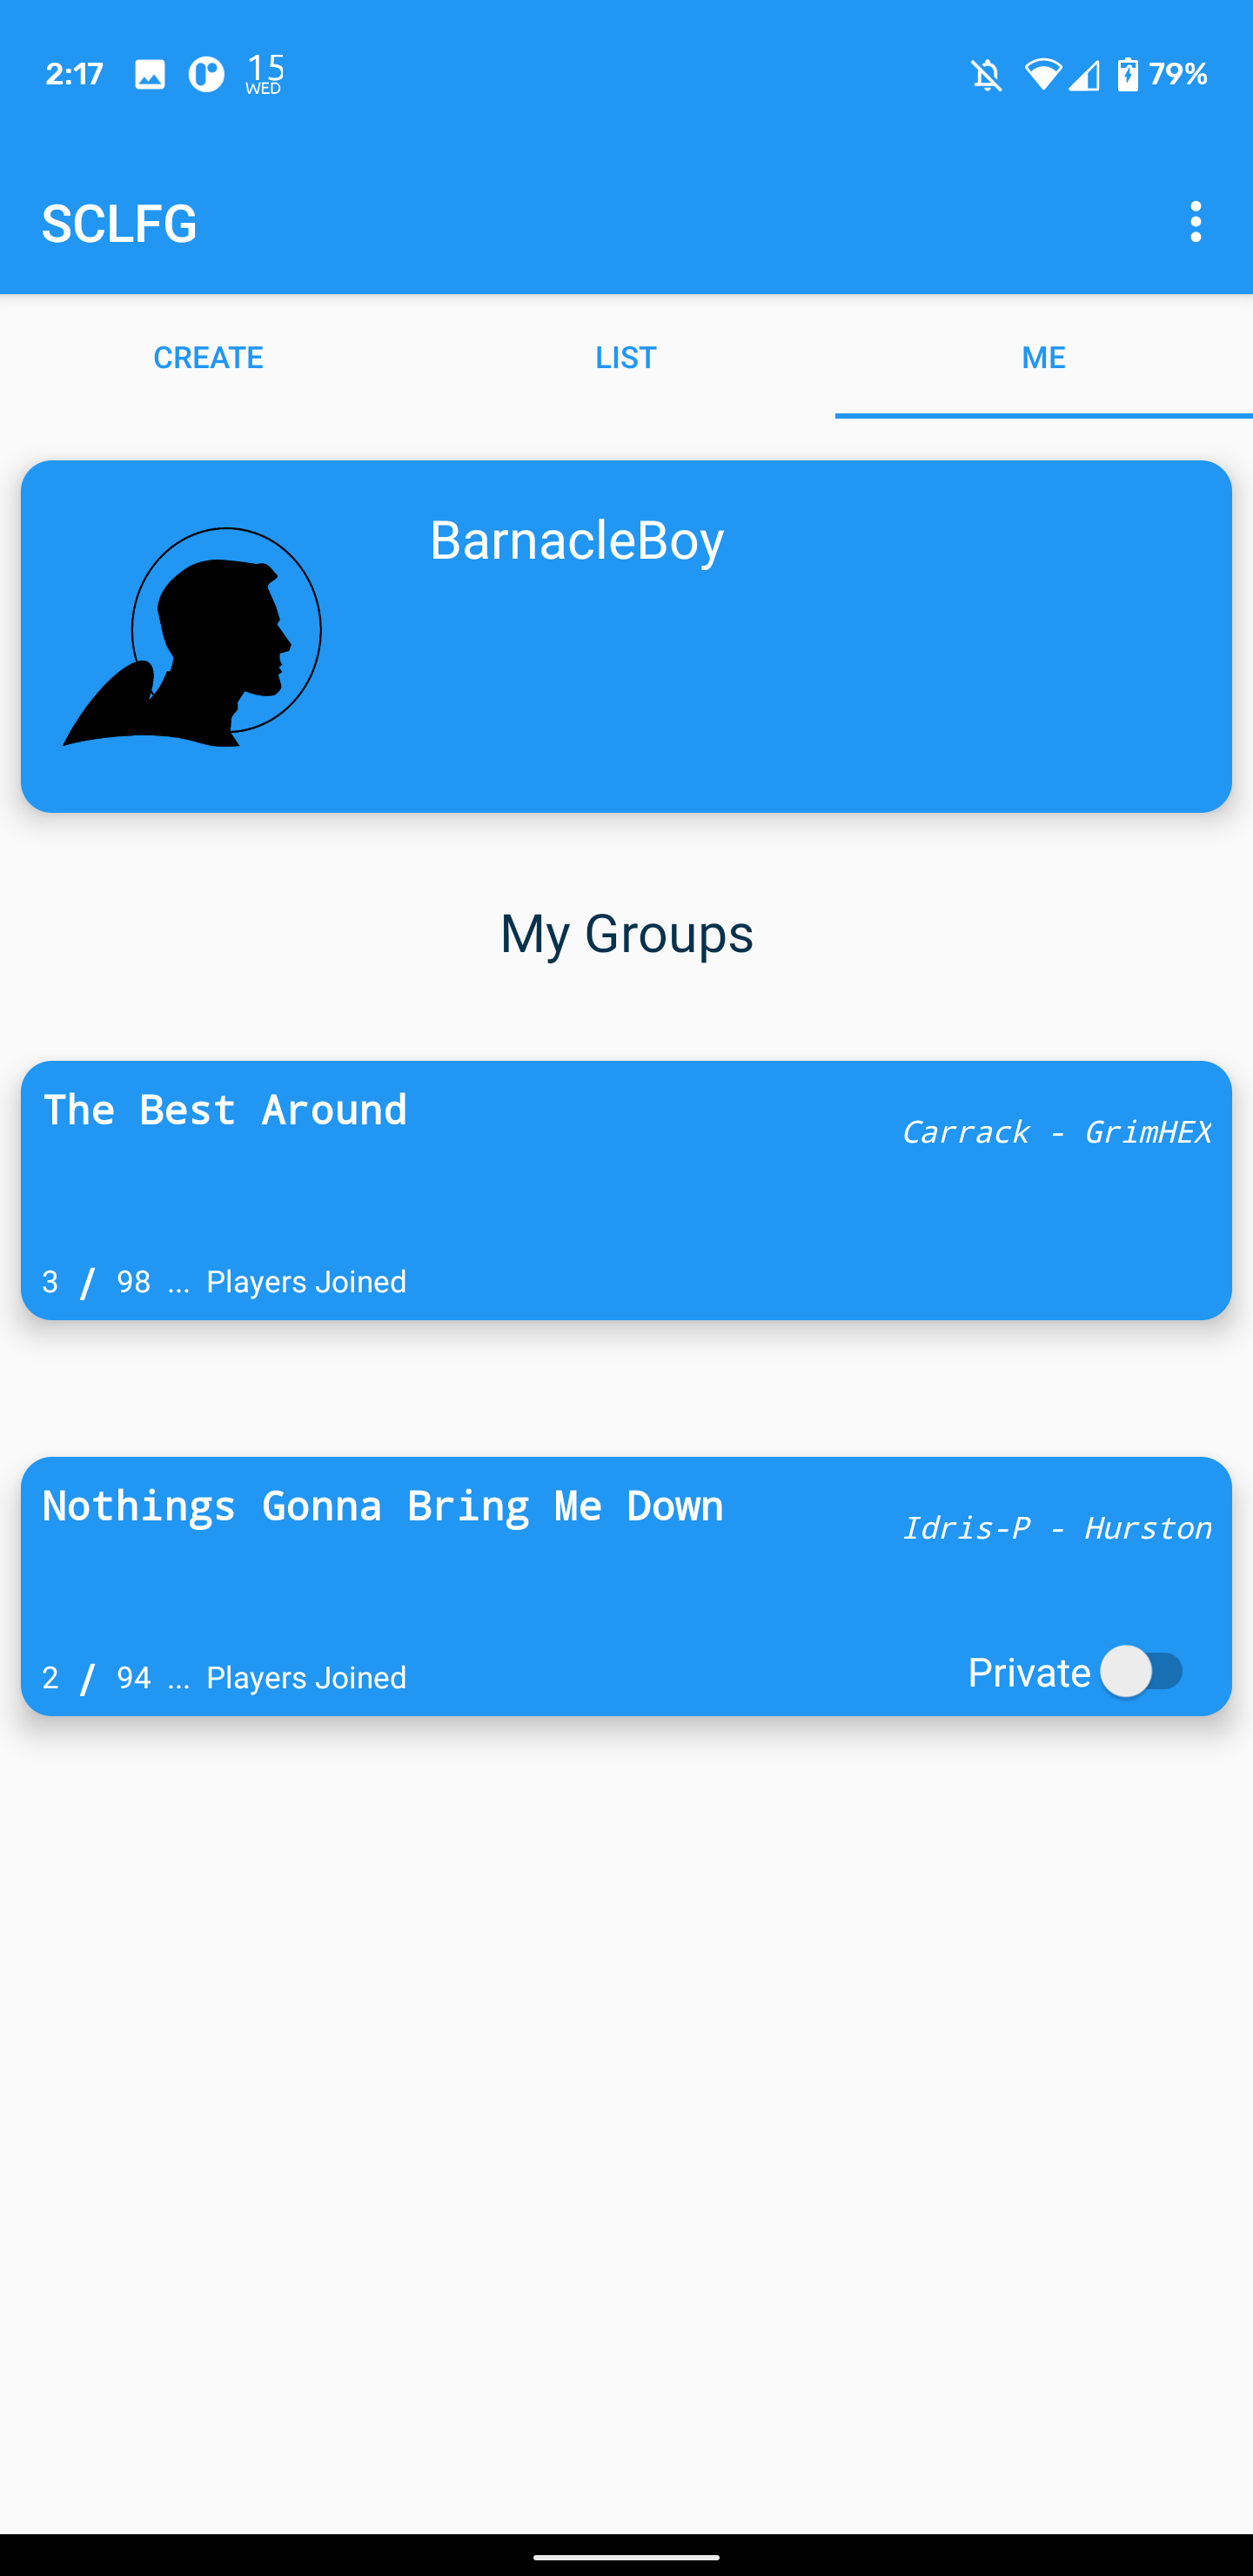 2:17 15 WED 79%
SCLFG
CREATE LIST ME
BarnacleBoy
My Groups
The Best Around
Carrack - GrimHEX
3 / 98 ... Players Joined
Nothings Gonna Bring Me Down
Idris-P - Hurston
2 / 94 ... Players Joined Private